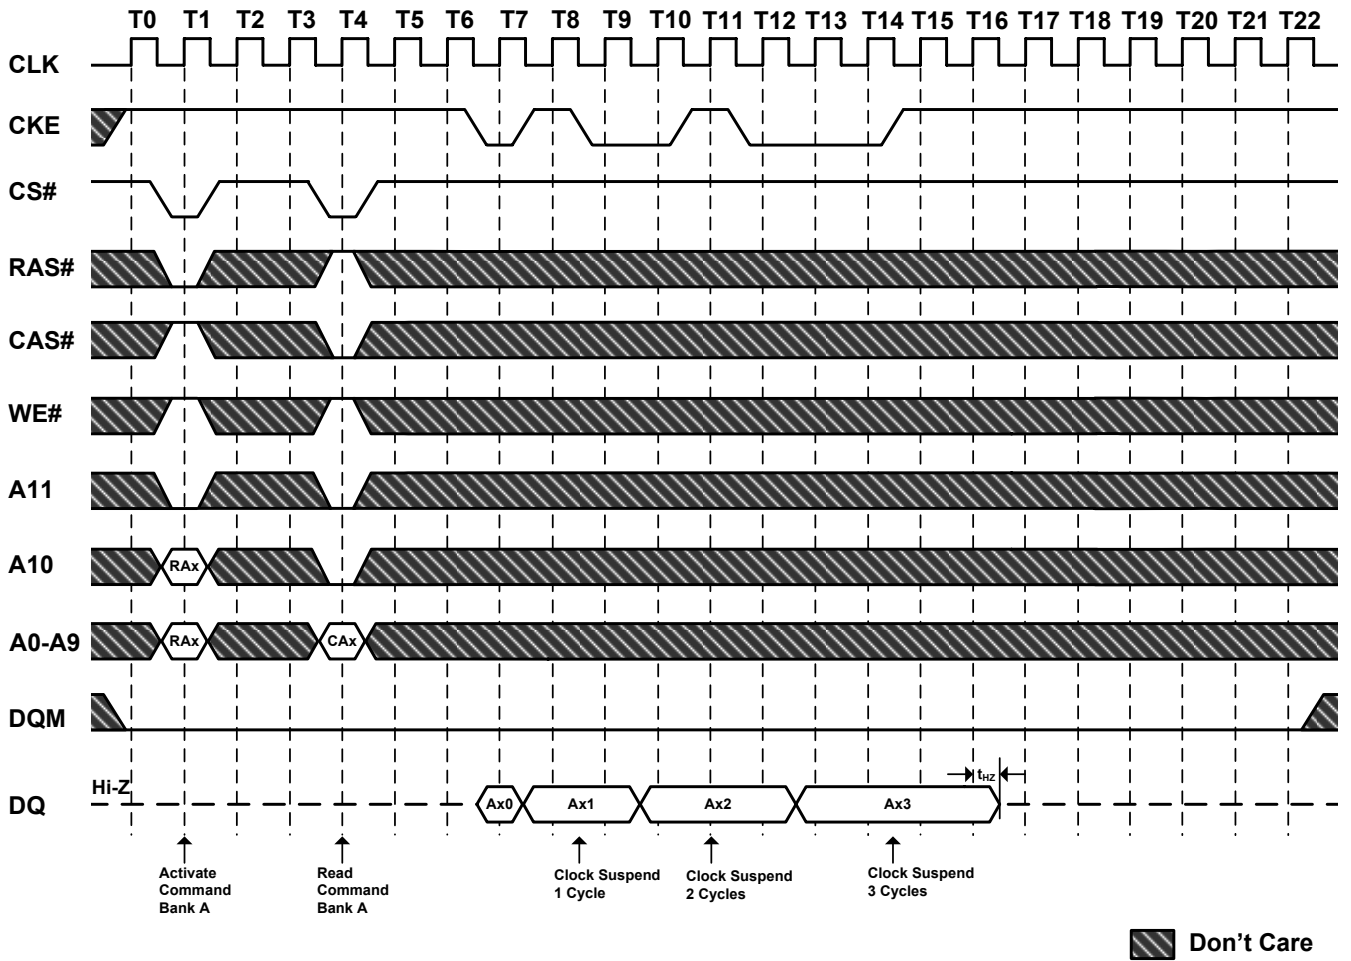 T0 T1 T2 T3 T4 T5 T6 T7 T8 T9 T10 T11 T12 T13 T14 T15 T16 T17 T18 T19 T20 T21 T22
CLK
CKE
CS#
RAS#
CAS#
WE#
A11
A10 RAx
A0-A9 RAx CAx
DQM
Hi-Z tHZ
DQ Ax0 Ax1 Ax2 Ax3
Activate
Command
Bank A
Read
Command
Bank A
Clock Suspend
1 Cycle
Clock Suspend
2 Cycles
Clock Suspend
3 Cycles
Don't Care